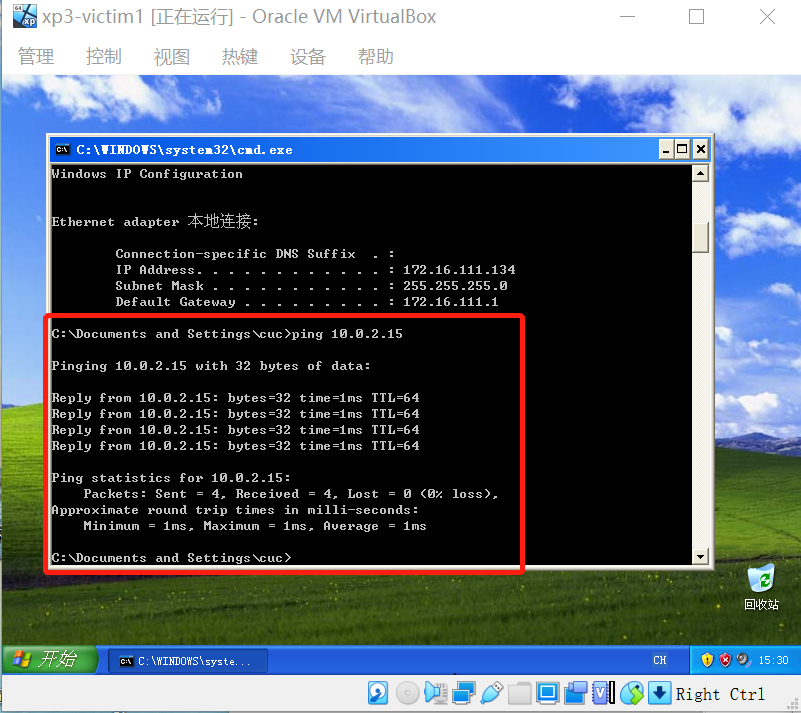 xp3-victim1 [正在运行] - Oracle VM VirtualBox
管理 控制 视图 热键 设备 帮助
C:\WINDOWS\system32\cmd.exe
Windows IP Configuration
Ethernet adapter 本地连接:
Connection-specific DNS Suffix  . :
IP Address. . . . . . . . . . . . : 172.16.111.134
Subnet Mask . . . . . . . . . . . : 255.255.255.0
Default Gateway . . . . . . . . . : 172.16.111.1
C:\Documents and Settings\cuc>ping 10.0.2.15
Pinging 10.0.2.15 with 32 bytes of data:
Reply from 10.0.2.15: bytes=32 time=1ms TTL=64
Reply from 10.0.2.15: bytes=32 time=1ms TTL=64
Reply from 10.0.2.15: bytes=32 time=1ms TTL=64
Reply from 10.0.2.15: bytes=32 time=1ms TTL=64
Ping statistics for 10.0.2.15:
Packets: Sent = 4, Received = 4, Lost = 0 (0% loss),
Approximate round trip times in milli-seconds:
Minimum = 1ms, Maximum = 1ms, Average = 1ms
C:\Documents and Settings\cuc>
回收站
开始 C:\WINDOWS\syste... CH 15:30
Right Ctrl